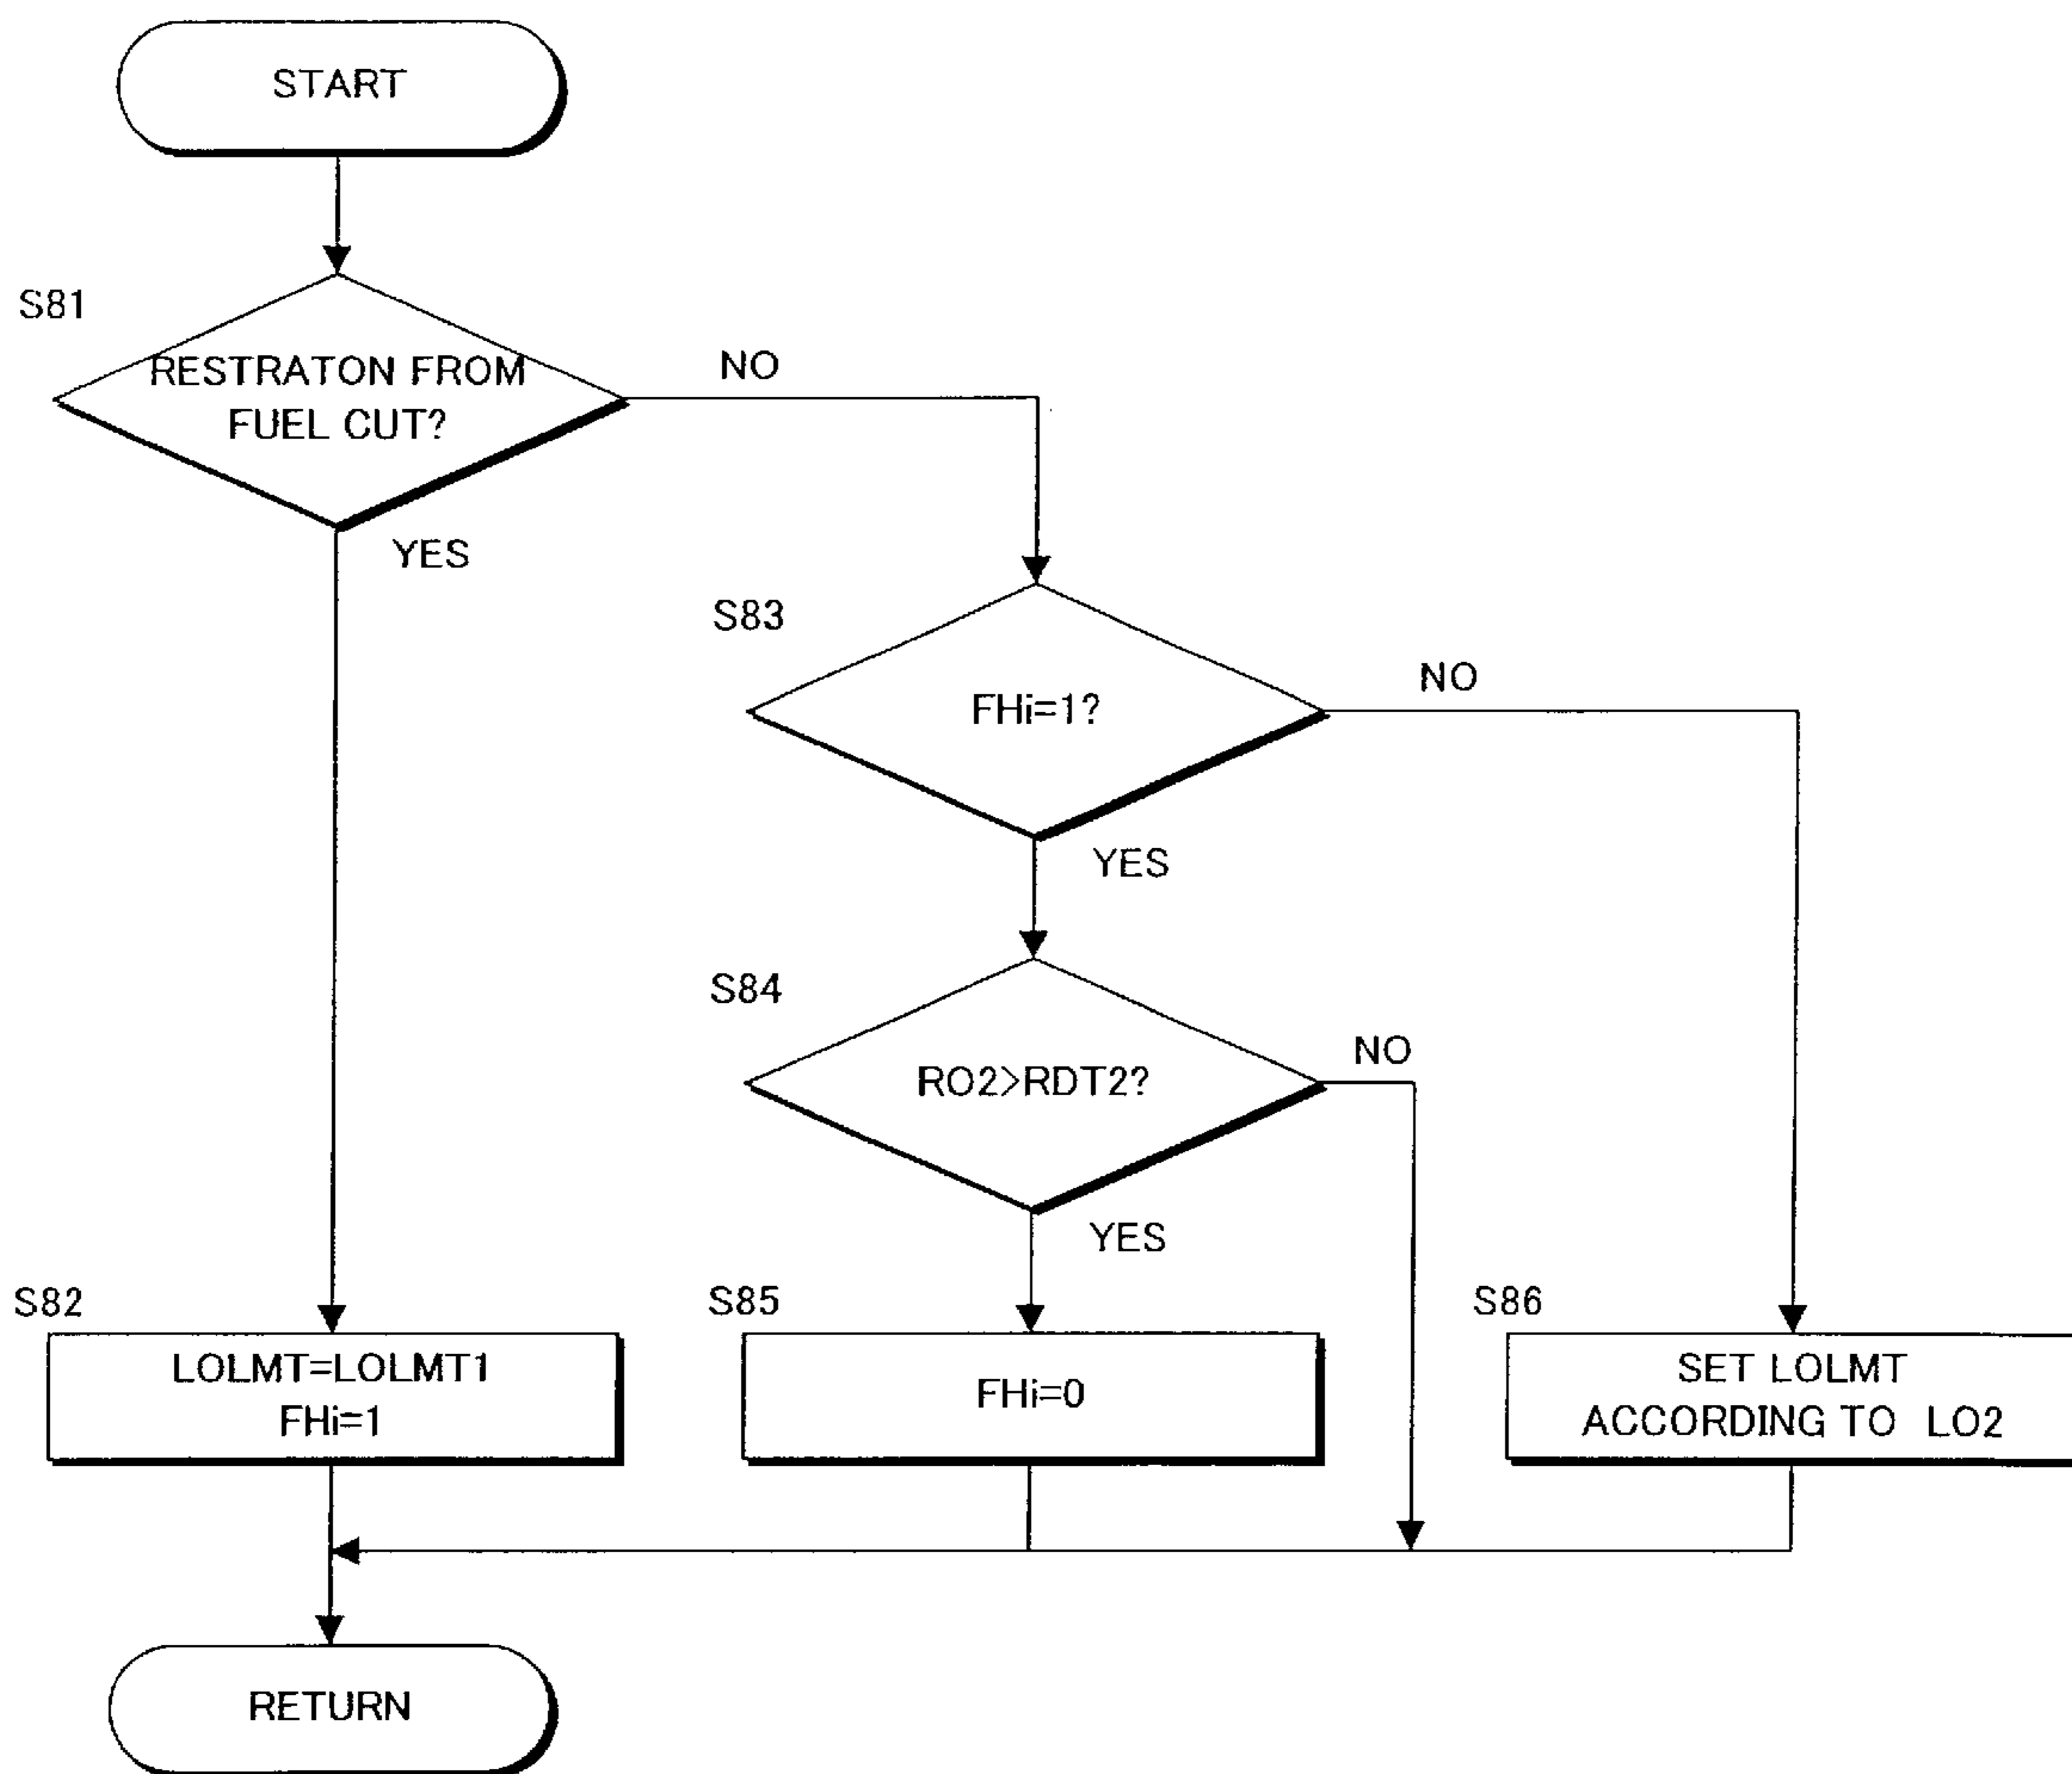 START
S81
RESTRATON FROM
FUEL CUT?
NO
YES
S83
FHi=1?
NO
YES
S84
RO2>RDT2?
NO
YES
S82
LOLMT=LOLMT1
FHi=1
S85
FHi=0
S86
SET LOLMT
ACCORDING TO LO2
RETURN